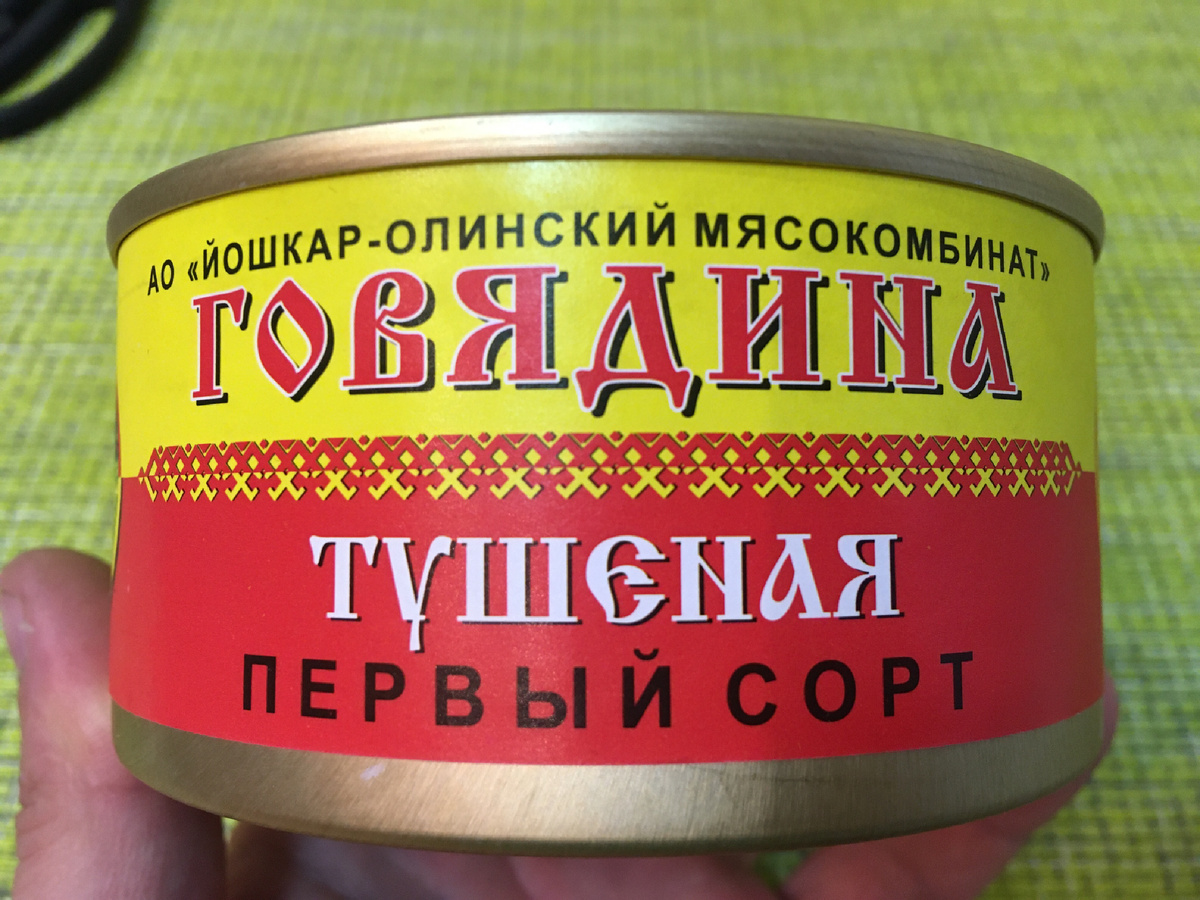 АО «ЙОШКАР-ОЛИНСКИЙ МЯСОКОМБИНАТ»
ГОВЯДИНА
ТУШЕНАЯ
ПЕРВЫЙ СОРТ